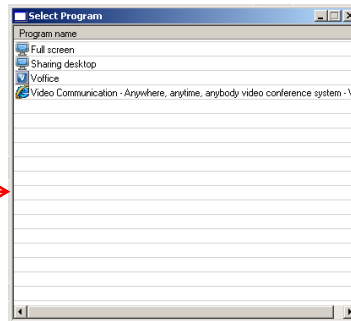 Select Program
Program name
Full screen
Sharing desktop
Voffice
Video Communication - Anywhere, anytime, anybody video conference system - V